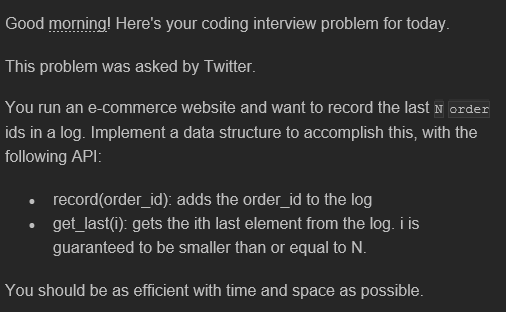 Good morning! Here's your coding interview problem for today.
This problem was asked by Twitter.
You run an e-commerce website and want to record the last N order
ids in a log. Implement a data structure to accomplish this, with the
following API:
• record(order_id): adds the order_id to the log
• get_last(i): gets the ith last element from the log. i is
guaranteed to be smaller than or equal to N.
You should be as efficient with time and space as possible.